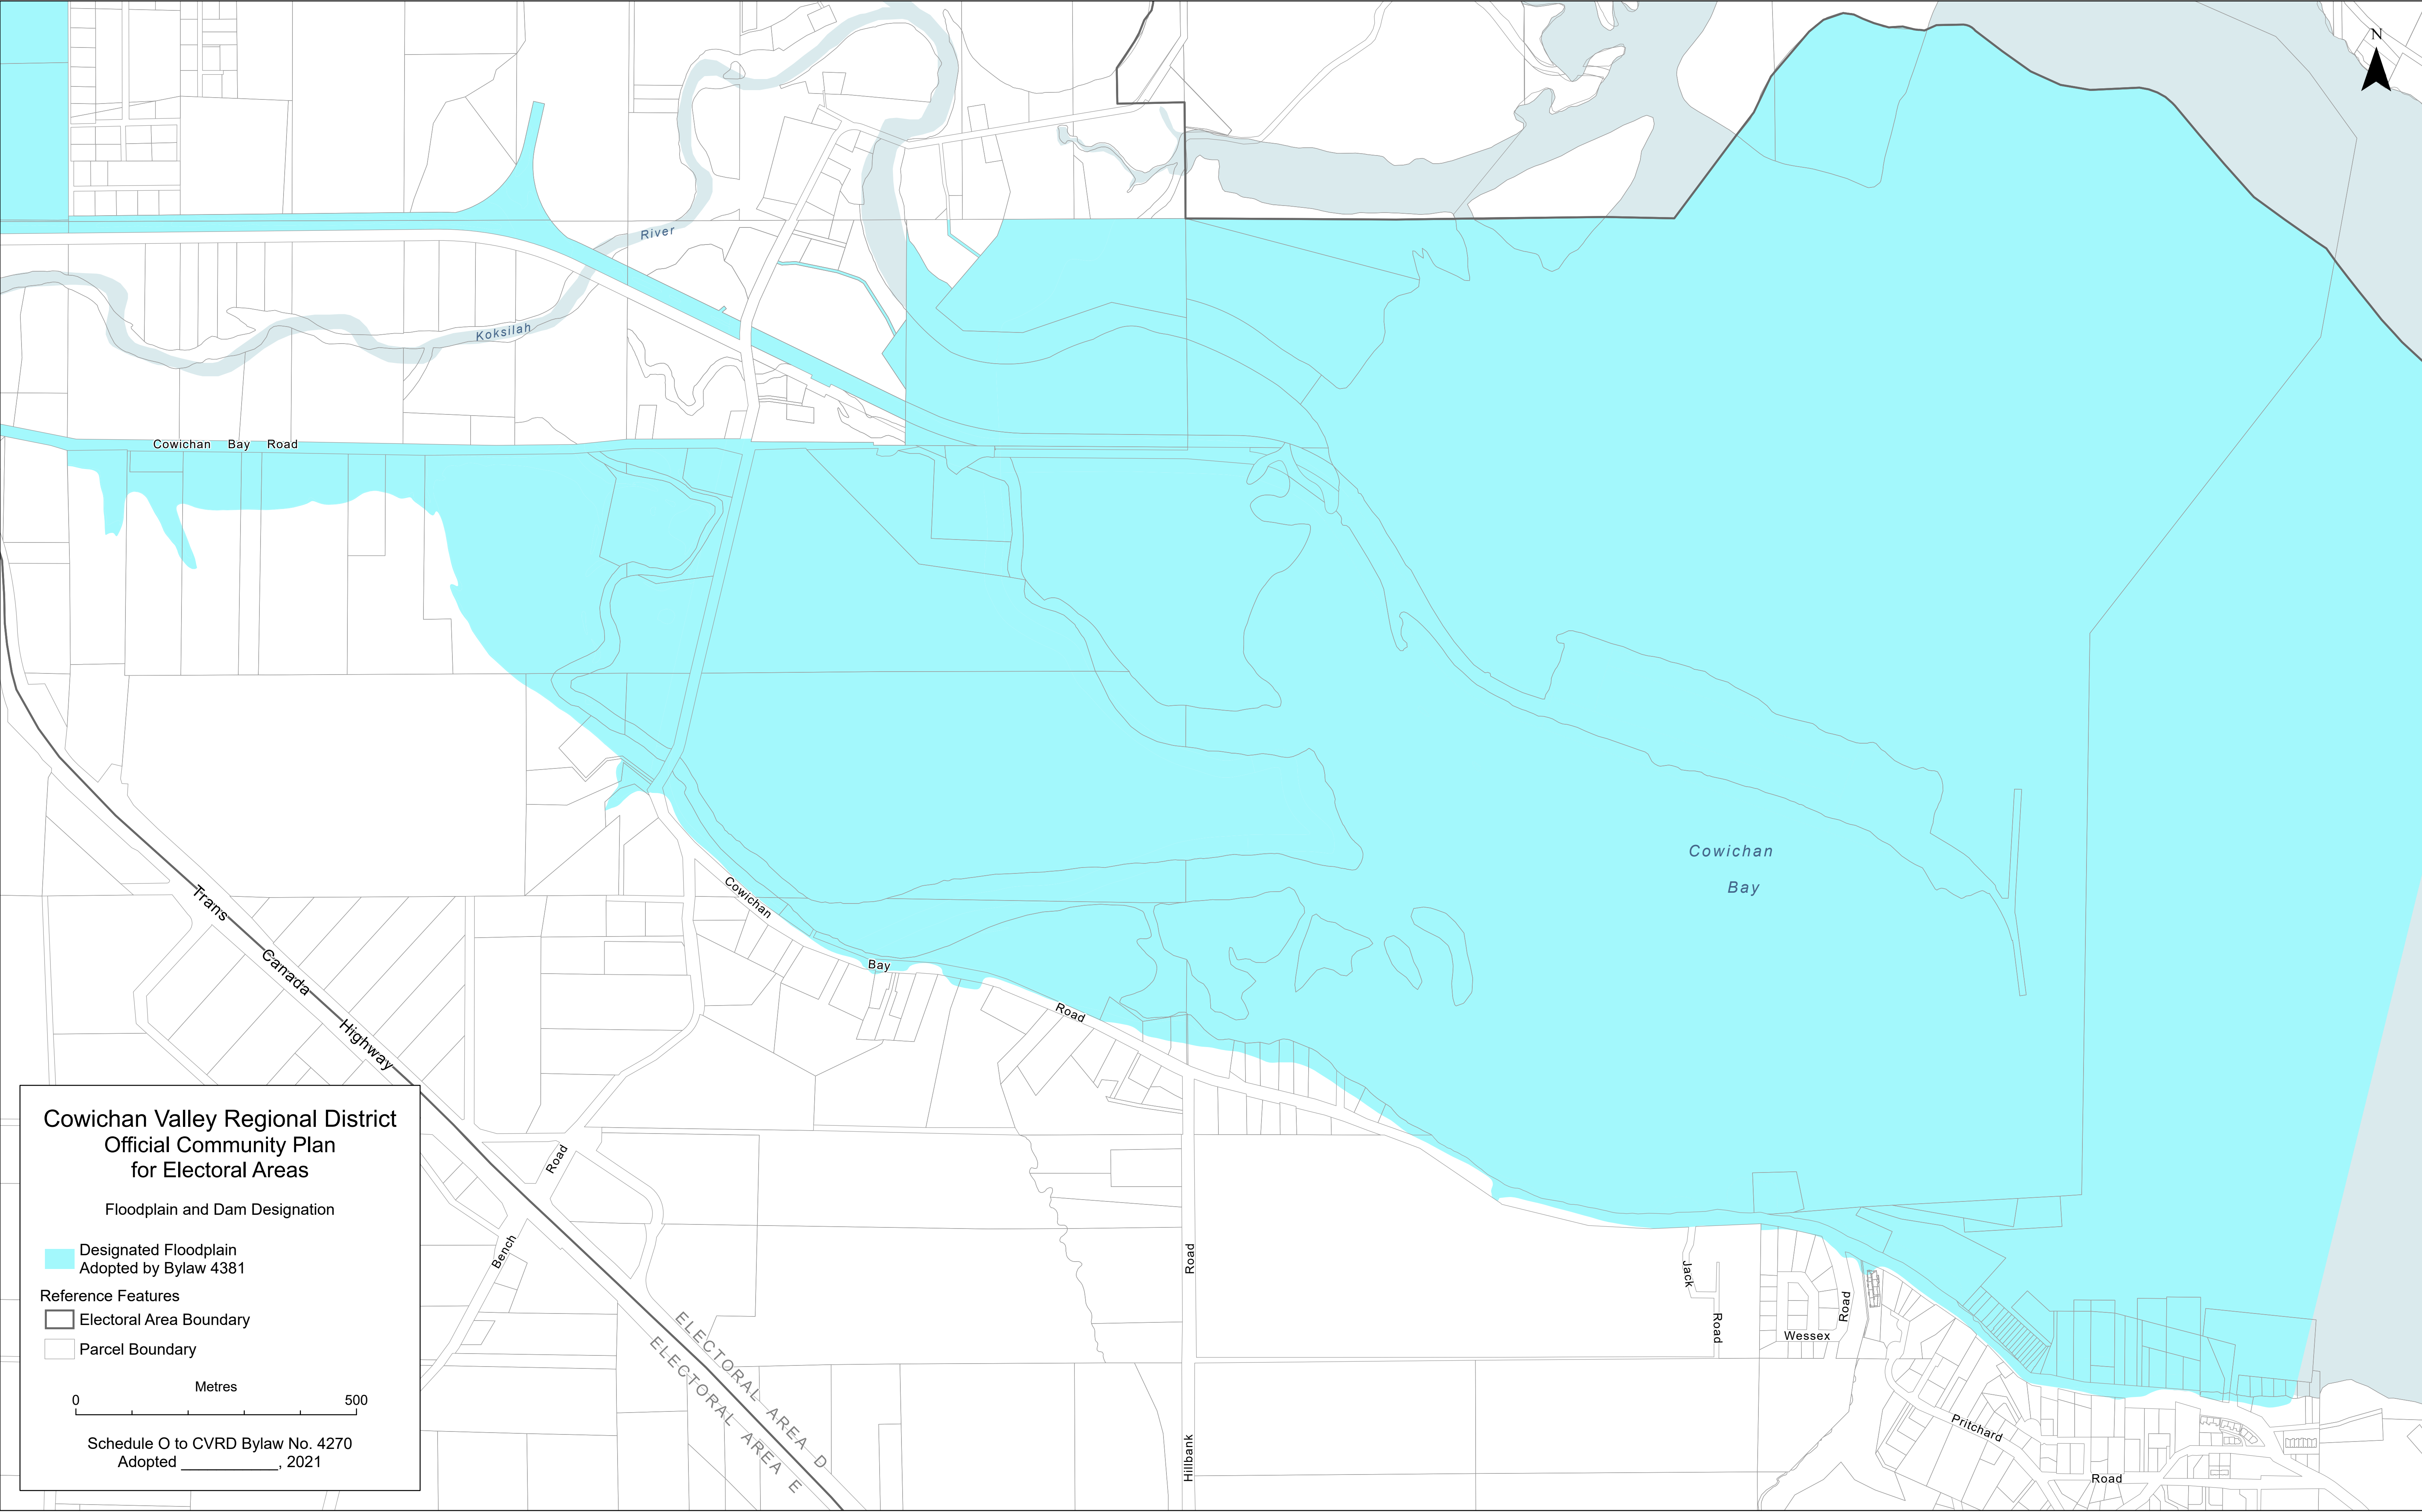 N
River
Koksilah
Cowichan Bay Road
Cowichan
Bay
Cowichan
Bay
Road
Trans
Canada
Highway
Road
Bench
ELECTORAL AREA D
ELECTORAL AREA E
Road
Hillbank
Jack
Road
Wessex
Road
Pritchard
Road
Cowichan Valley Regional District
Official Community Plan
for Electoral Areas
Floodplain and Dam Designation
Designated Floodplain
Adopted by Bylaw 4381
Reference Features
Electoral Area Boundary
Parcel Boundary
Metres
0 500
Schedule O to CVRD Bylaw No. 4270
Adopted ____________, 2021